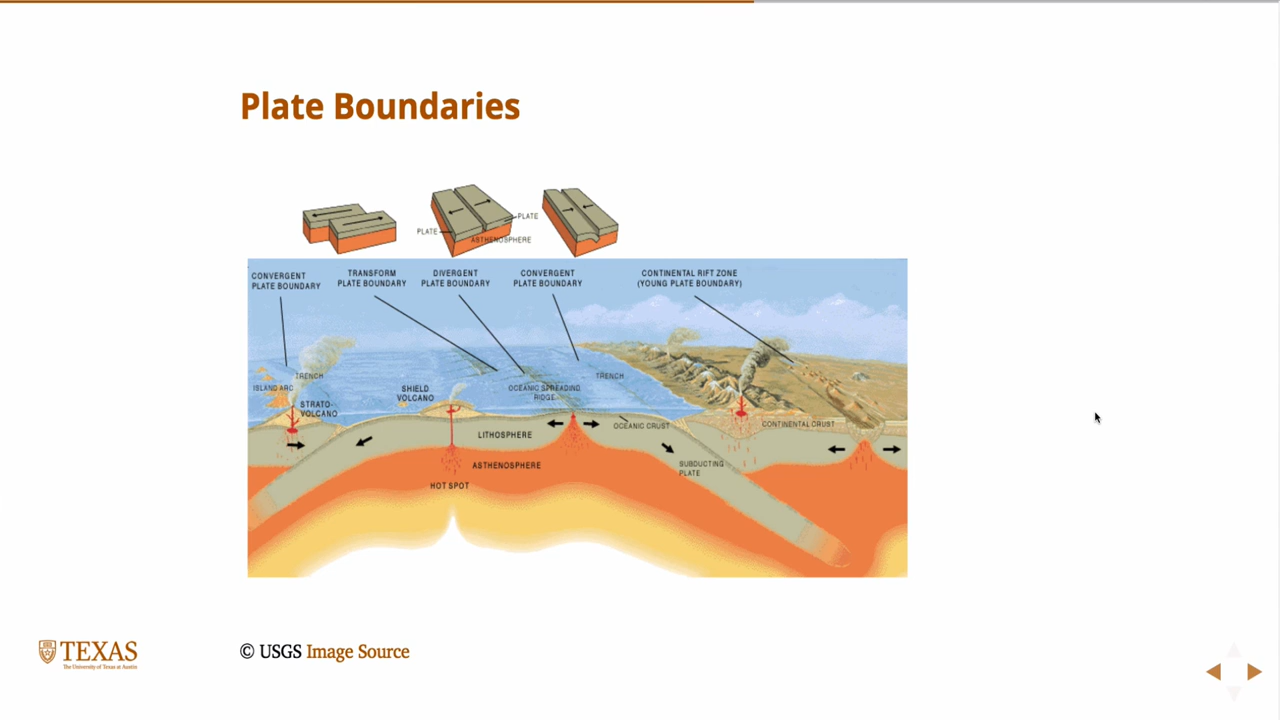 Plate Boundaries
PLATE
PLATE
ASTHENOSPHERE
CONVERGENT
PLATE BOUNDARY
TRANSFORM
PLATE BOUNDARY
DIVERGENT
PLATE BOUNDARY
CONVERGENT
PLATE BOUNDARY
CONTINENTAL RIFT ZONE
(YOUNG PLATE BOUNDARY)
TRENCH
ISLAND ARC
STRATO-
VOLCANO
SHIELD
VOLCANO
OCEANIC SPREADING
RIDGE
TRENCH
LITHOSPHERE
OCEANIC CRUST
CONTINENTAL CRUST
ASTHENOSPHERE
SUBDUCTING
PLATE
HOT SPOT
TEXAS
The University of Texas at Austin
© USGS Image Source